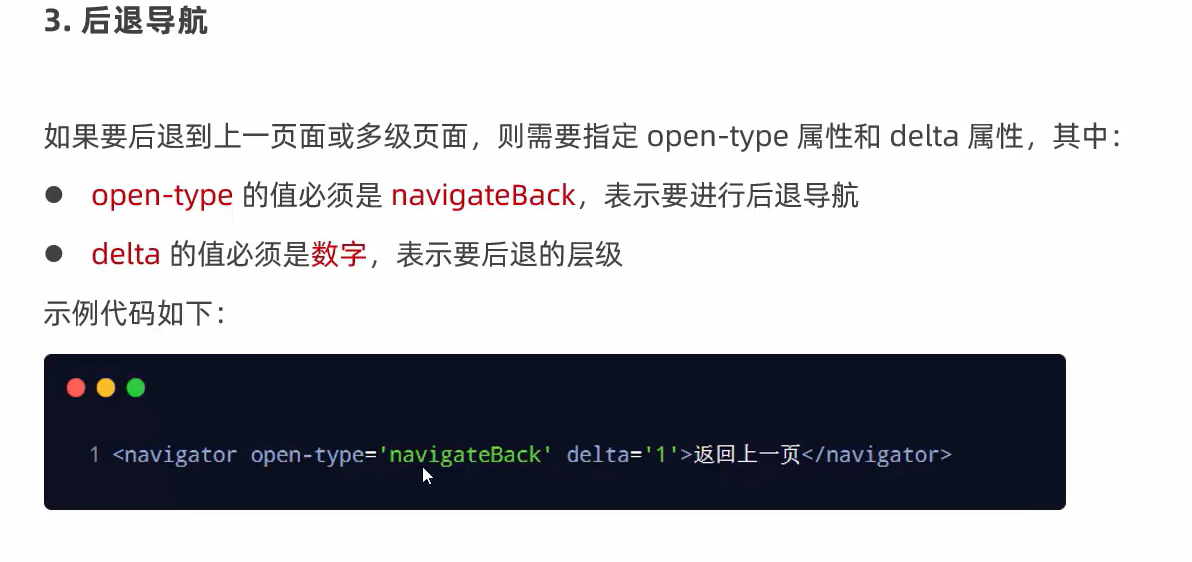 3. 后退导航
如果要后退到上一页面或多级页面，则需要指定 open-type 属性和 delta 属性，其中：
● open-type 的值必须是 navigateBack，表示要进行后退导航
● delta 的值必须是数字，表示要后退的层级
示例代码如下：
1 <navigator open-type='navigateBack' delta='1'>返回上一页</navigator>